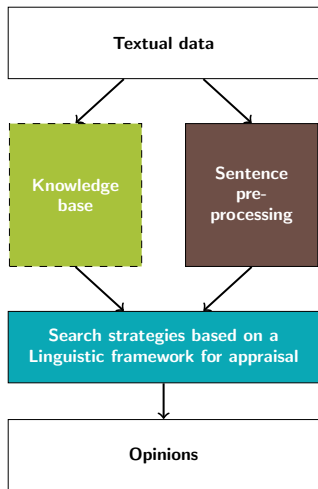 Textual data
Knowledge
base
Sentence
pre-
processing
Search strategies based on a
Linguistic framework for appraisal
Opinions